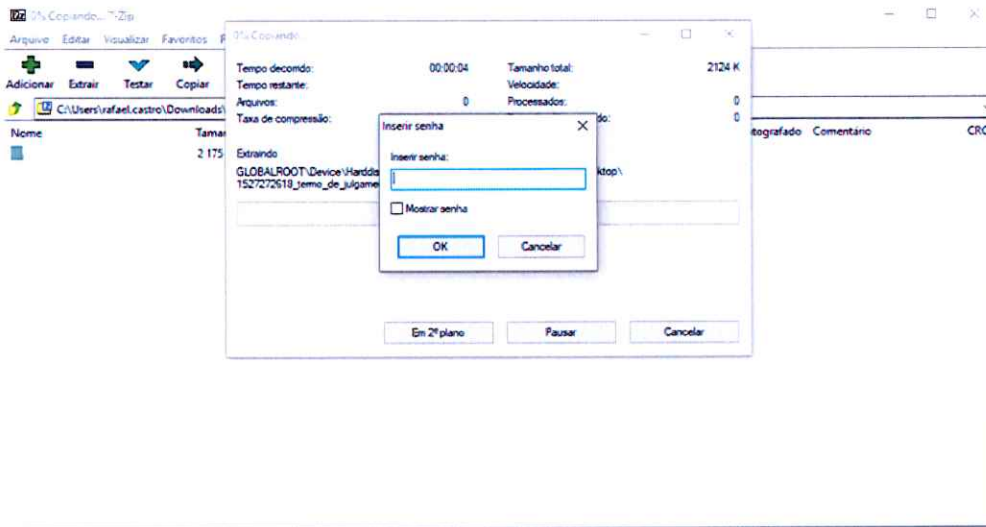 0% Copiando... 7-Zip
Arquivo Editar Visualizar Favoritos
Adicionar Extrair Testar Copiar
C:\Users\rafael.castro\Downloads\
Nome Tamar
2 175
tografado Comentário CRC
0% Copiando
Tempo decorrido: 00:00:04 Tamanho total: 2124 K
Tempo restante: Velocidade:
Arquivos: 0 Processados: 0
Taxa de compressão: do: 0
Extraindo
GLOBALROOT\Device\Harddis ktop\
1527272618_termo_de_julgame
Inserir senha
Inserir senha:
Mostrar senha
OK Cancelar
Em 2º plano Pausar Cancelar